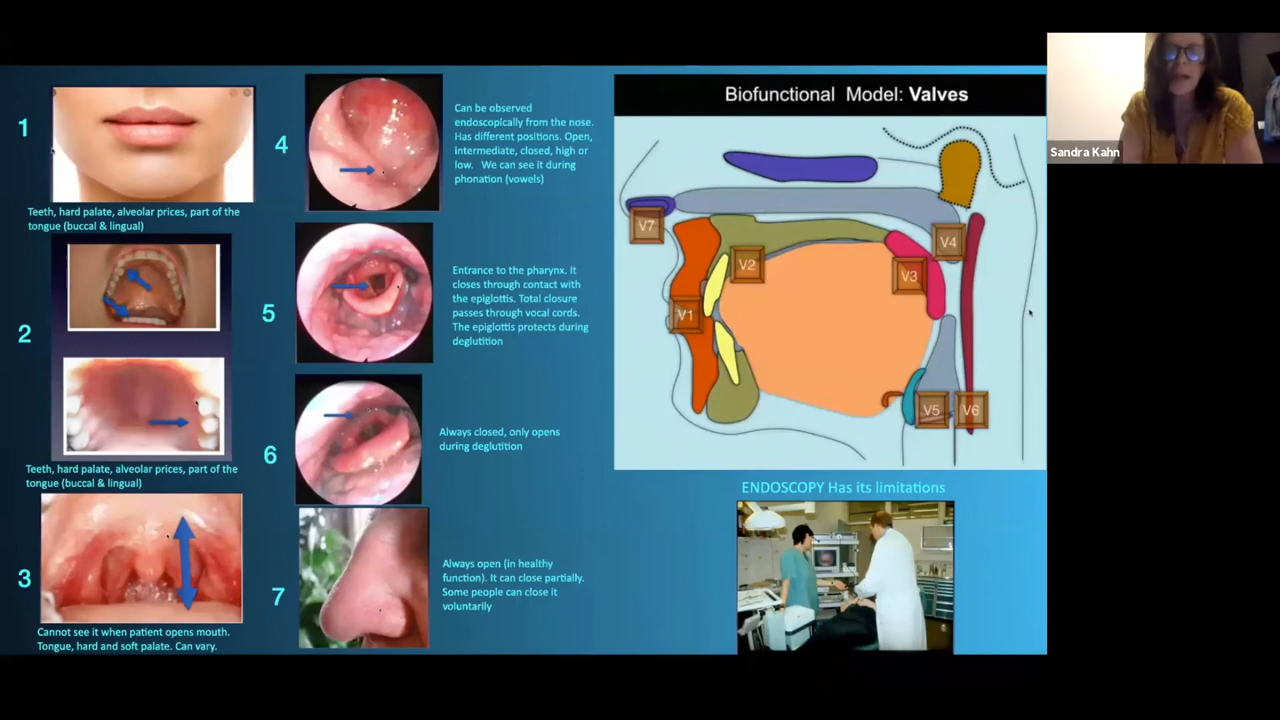 1
Teeth, hard palate, alveolar prices, part of the
tongue (buccal & lingual)
2
Teeth, hard palate, alveolar prices, part of the
tongue (buccal & lingual)
3
Cannot see it when patient opens mouth.
Tongue, hard and soft palate. Can vary.
4
Can be observed
endoscopically from the nose.
Has different positions. Open,
intermediate, closed, high or
low. We can see it during
phonation (vowels)
5
Entrance to the pharynx. It
closes through contact with
the epiglottis. Total closure
passes through vocal cords.
The epiglottis protects during
deglutition
6
Always closed, only opens
during deglutition
7
Always open (in healthy
function). It can close partially.
Some people can close it
voluntarily
Biofunctional Model: Valves
V7
V4
V2
V3
V1
V5
V6
ENDOSCOPY Has its limitations
Sandra Kahn